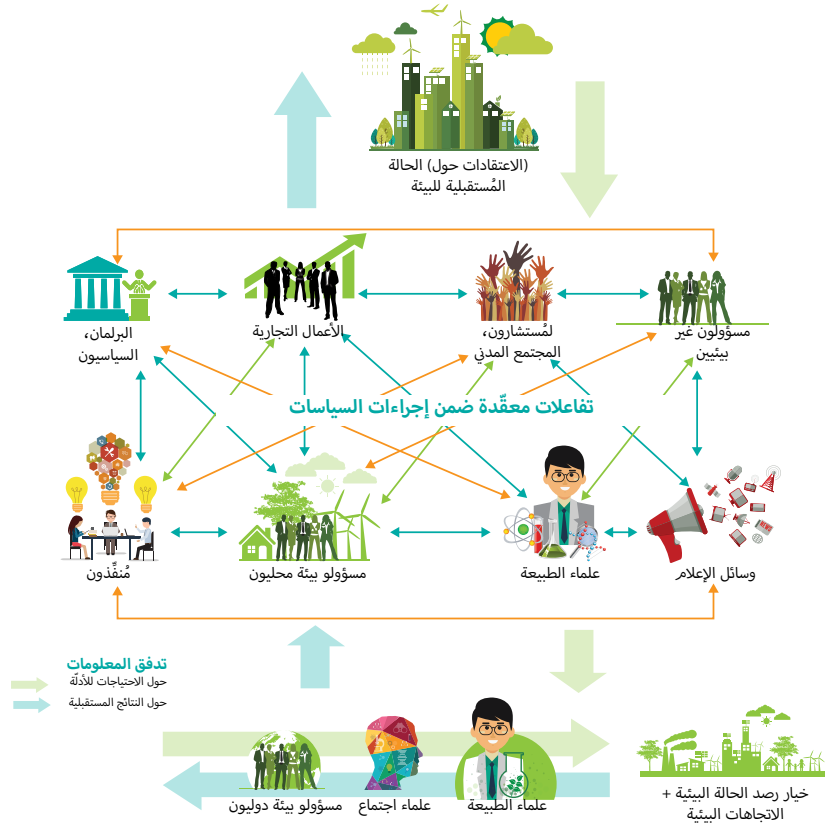 (الاعتقادات حول) الحالة
المُستقبلية للبيئة
مسؤولون غير
بيئيين
لمُستشارون،
المجتمع المدني
الأعمال التجارية
البرلمان،
السياسيون
تفاعلات معقّدة ضمن إجراءات السياسات
وسائل الإعلام
علماء الطبيعة
مسؤولو بيئة محليون
مُنفِّذون
تدفق المعلومات
حول الاحتياجات للأدلّة
حول النتائج المستقبلية
علماء الطبيعة
علماء اجتماع
مسؤولو بيئة دوليون
خيار رصد الحالة البيئية +
الاتجاهات البيئية